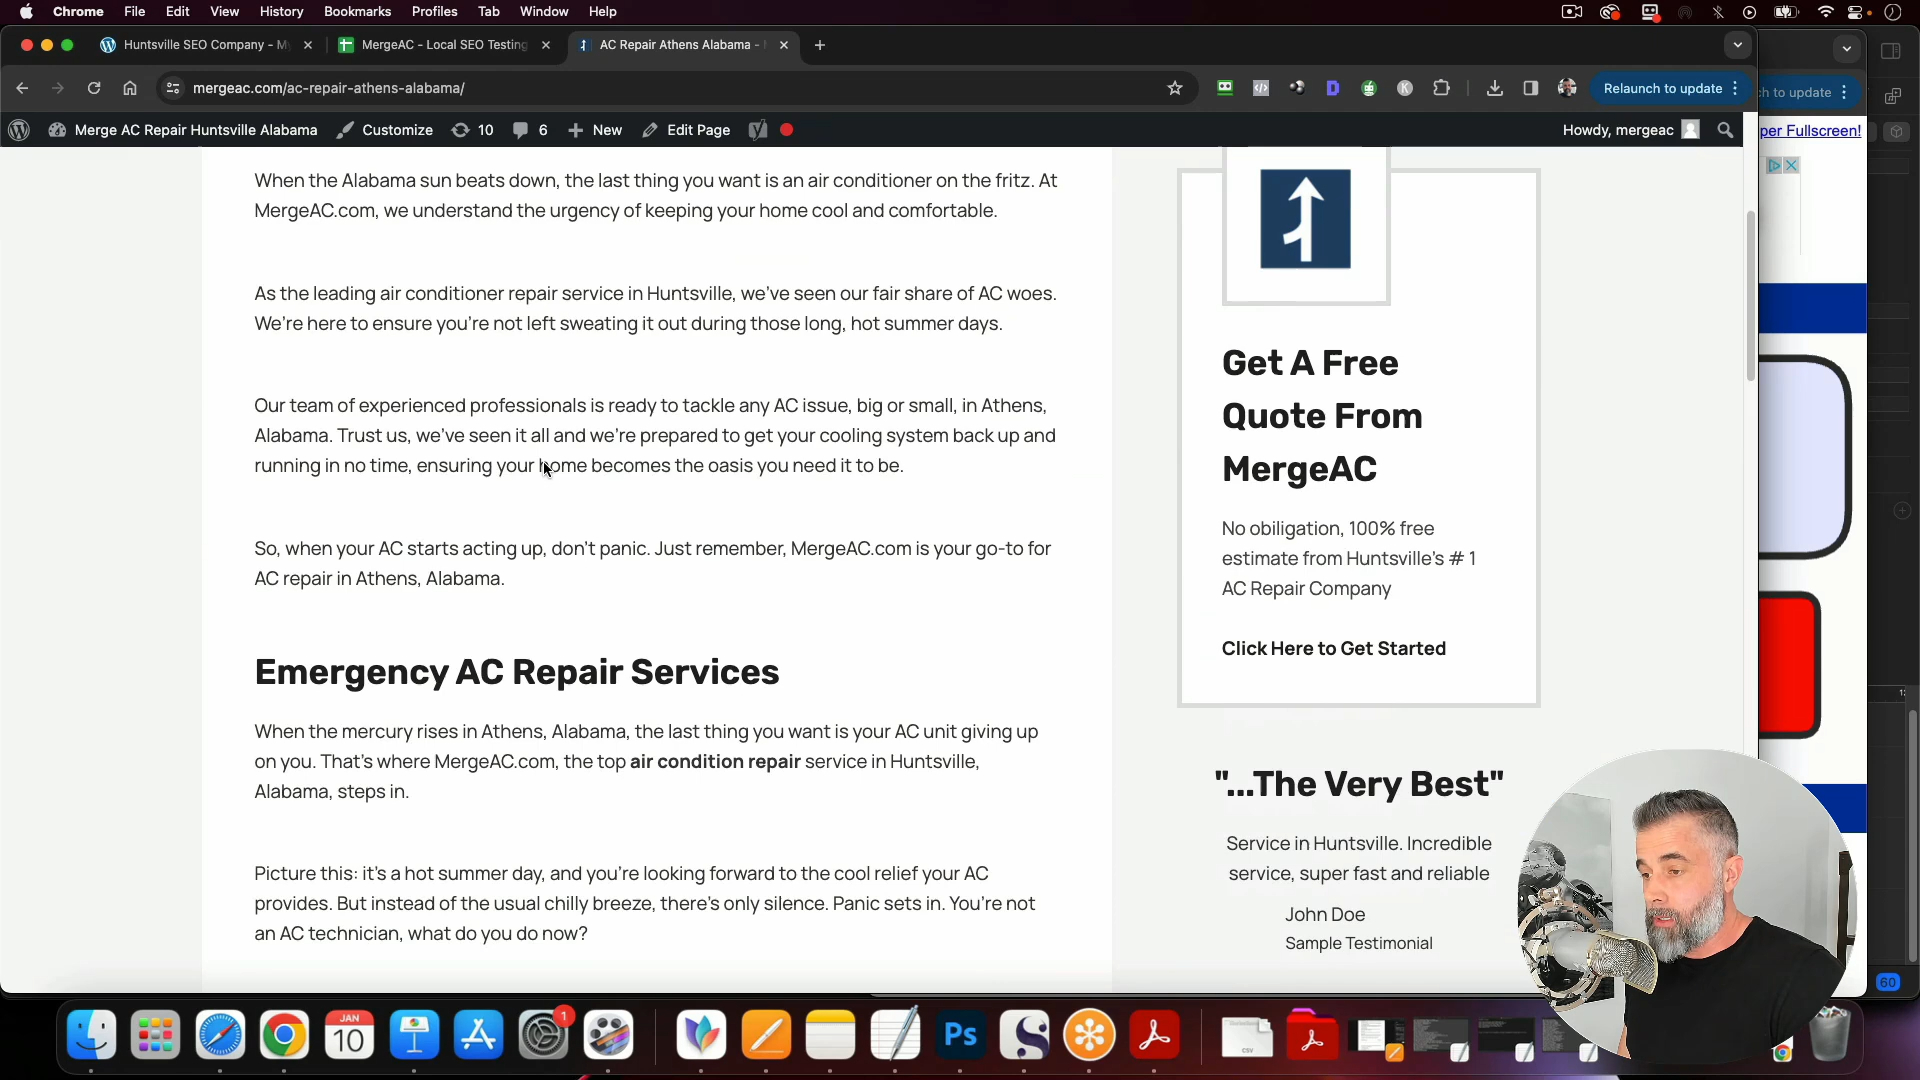 Chrome File Edit View History Bookmarks Profiles Tab Window Help
Huntsville SEO Company - My
MergeAC - Local SEO Testing
AC Repair Athens Alabama -
mergeac.com/ac-repair-athens-alabama/
Relaunch to update
ch to update
Merge AC Repair Huntsville Alabama Customize 10 6 New Edit Page
Howdy, mergeac
per Fullscreen!
When the Alabama sun beats down, the last thing you want is an air conditioner on the fritz. At
MergeAC.com, we understand the urgency of keeping your home cool and comfortable.
As the leading air conditioner repair service in Huntsville, we've seen our fair share of AC woes.
We're here to ensure you're not left sweating it out during those long, hot summer days.
Our team of experienced professionals is ready to tackle any AC issue, big or small, in Athens,
Alabama. Trust us, we've seen it all and we're prepared to get your cooling system back up and
running in no time, ensuring your home becomes the oasis you need it to be.
So, when your AC starts acting up, don't panic. Just remember, MergeAC.com is your go-to for
AC repair in Athens, Alabama.
Emergency AC Repair Services
When the mercury rises in Athens, Alabama, the last thing you want is your AC unit giving up
on you. That's where MergeAC.com, the top air condition repair service in Huntsville,
Alabama, steps in.
Picture this: it's a hot summer day, and you're looking forward to the cool relief your AC
provides. But instead of the usual chilly breeze, there's only silence. Panic sets in. You're not
an AC technician, what do you do now?
Get A Free
Quote From
MergeAC
No obiligation, 100% free
estimate from Huntsville's # 1
AC Repair Company
Click Here to Get Started
"...The Very Best"
Service in Huntsville. Incredible
service, super fast and reliable
John Doe
Sample Testimonial
60
JAN
10
1
Ps
CSV